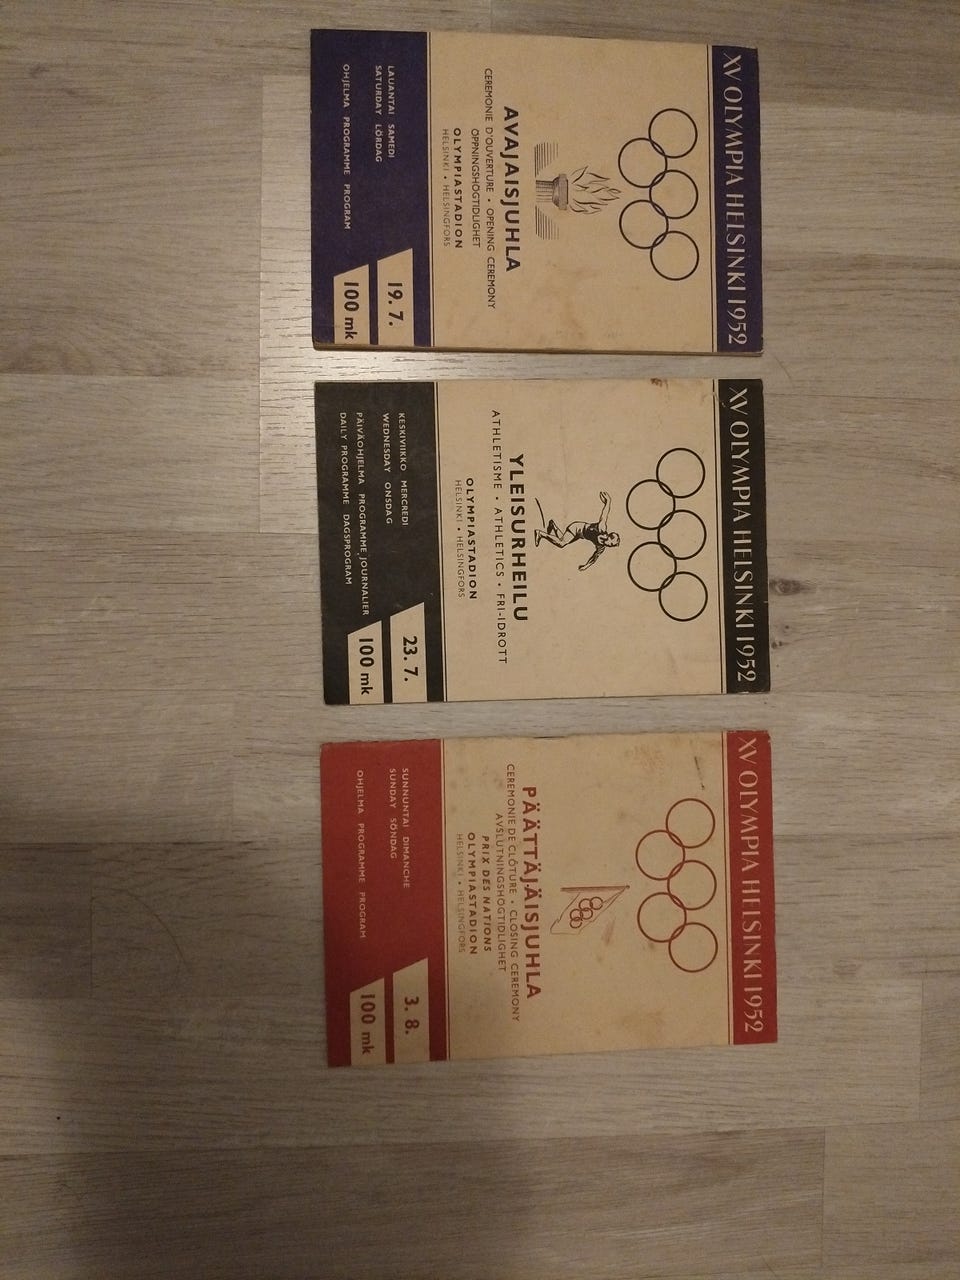 XV OLYMPIA HELSINKI 1952
AVAJAISJUHLA
CEREMONIE D'OUVERTURE • OPENING CEREMONY
ÖPPNINGSHÖGTIDLIGHET
OLYMPIASTADION
HELSINKI • HELSINGFORS
LAUANTAI SAMEDI
SATURDAY LÖRDAG
19. 7.
OHJELMA PROGRAMME PROGRAM
100 mk
XV OLYMPIA HELSINKI 1952
YLEISURHEILU
ATHLETISME • ATHLETICS • FRI-IDROTT
OLYMPIASTADION
HELSINKI • HELSINGFORS
KESKIVIIKKO MERCREDI
WEDNESDAY ONSDAG
23. 7.
PÄIVÄOHJELMA PROGRAMME JOURNALIER
DAILY PROGRAMME DAGSPROGRAM
100 mk
XV OLYMPIA HELSINKI 1952
PÄÄTTÄJÄISJUHLA
CEREMONIE DE CLÔTURE • CLOSING CEREMONY
AVSLUTNINGSHÖGTIDLIGHET
PRIX DES NATIONS
OLYMPIASTADION
HELSINKI • HELSINGFORS
SUNNUNTAI DIMANCHE
SUNDAY SÖNDAG
3. 8.
OHJELMA PROGRAMME PROGRAM
100 mk